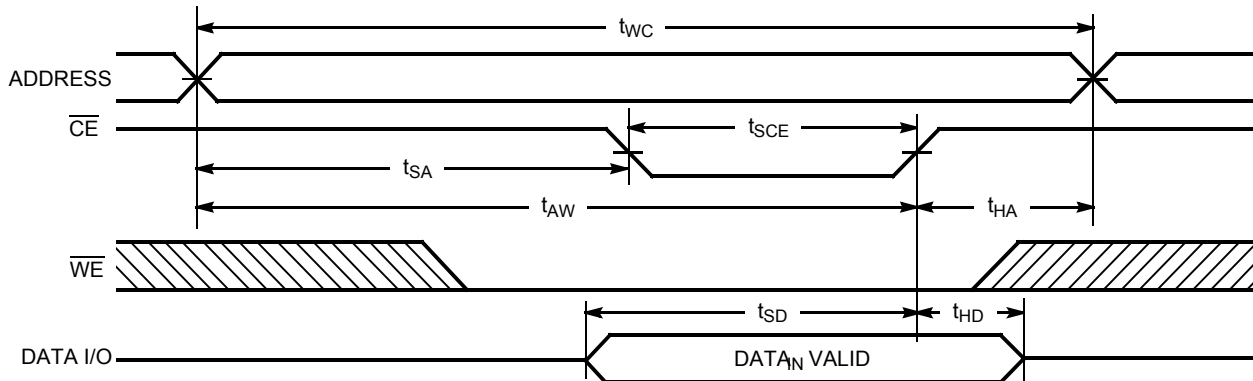 tWC
ADDRESS
CE
tSCE
tSA
tAW
tHA
WE
tSD
tHD
DATA I/O
DATAIN VALID